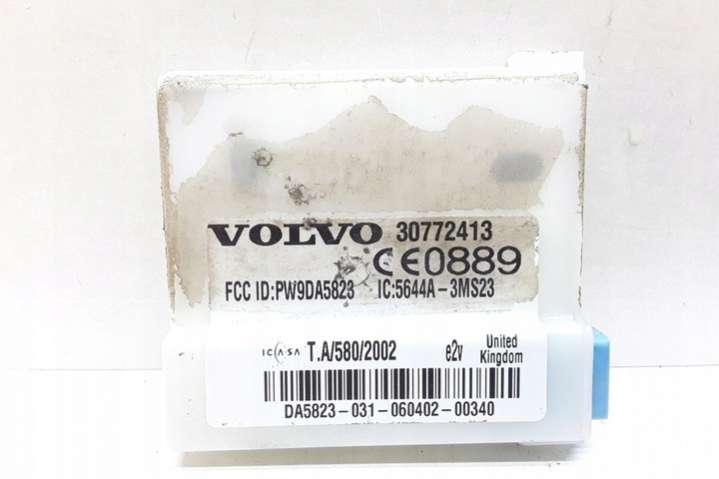 VOLVO 30772413
CE0889
FCC ID:PW9DA5823 IC:5644A-3MS23
ICASA T.A/580/2002 e2v United Kingdom
DA5823-031-060402-00340